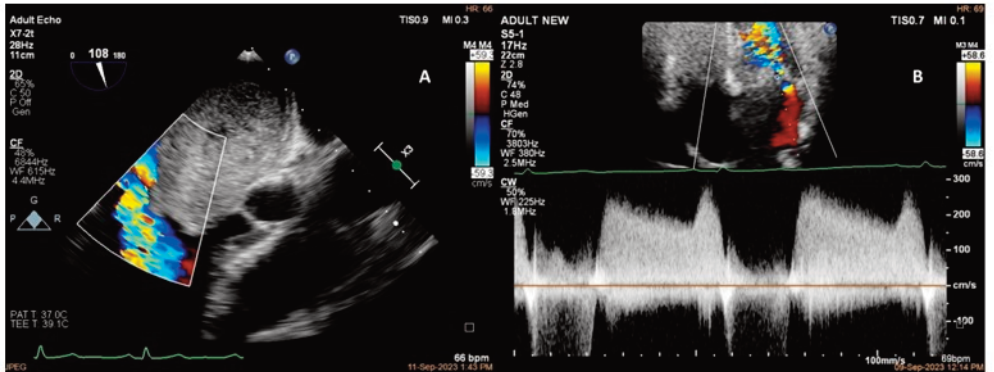 Adult Echo
X7-2t
28Hz
11cm
2D
65%
C 50
P Off
Gen
CF
48%
6844Hz
WF 615Hz
4.4MHz
G
P R
PAT T: 37.0C
TEE T: 39.1C
JPEG
0 108 180
TIS0.9 MI 0.3
HR: 66
M4 M4
+59.3
-59.3
cm/s
A
P
X3
66 bpm
11-Sep-2023 1:43 PM
ADULT NEW
S5-1
17Hz
22cm
Z 2.8
2D
74%
C 48
P Med
HGen
CF
70%
3803Hz
WF 380Hz
2.5MHz
CW
50%
WF 225Hz
1.8MHz
TIS0.7 MI 0.1
HR: 69
M3 M4
+58.6
-58.6
cm/s
B
P
- 300
- 200
- 100
- cm/s
- -100
100mm/s
69bpm
09-Sep-2023 12:14 PM